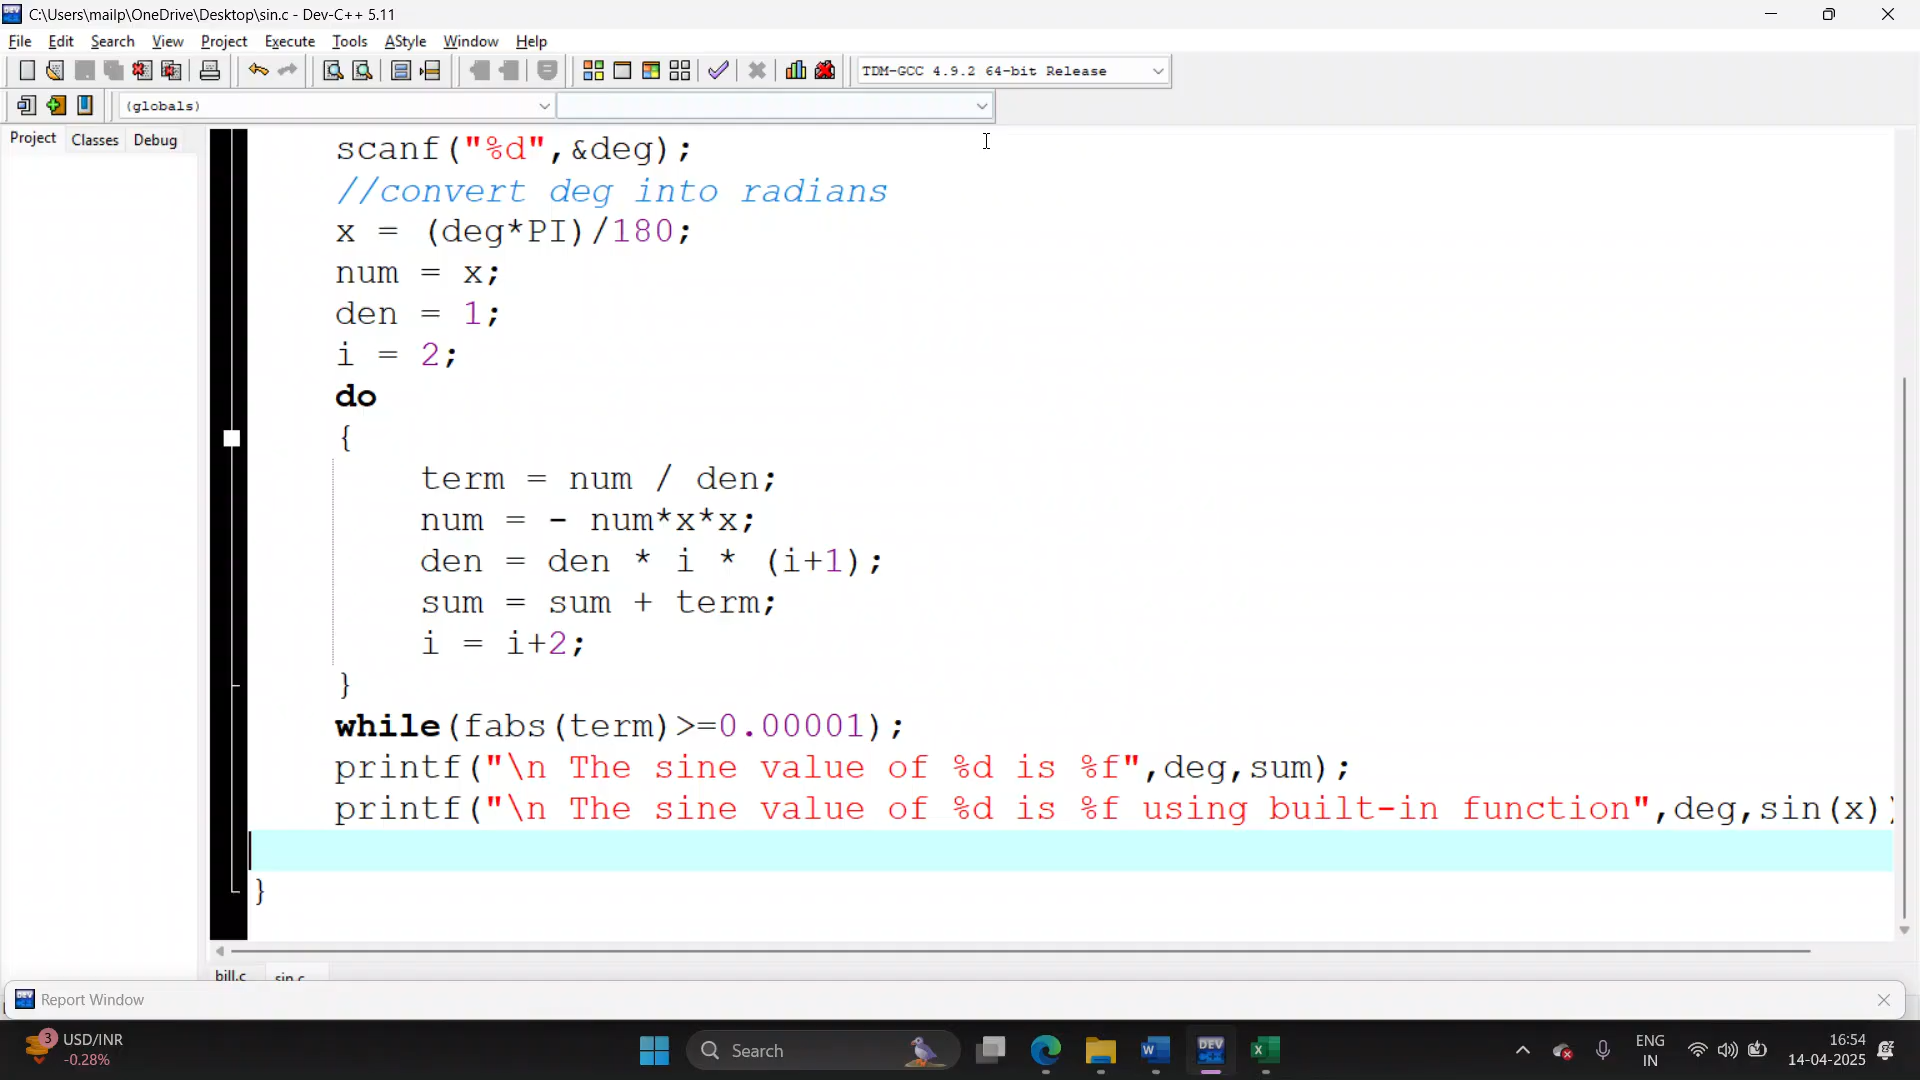 C:\Users\mailp\OneDrive\Desktop\sin.c - Dev-C++ 5.11
File Edit Search View Project Execute Tools AStyle Window Help
TDM-GCC 4.9.2 64-bit Release
(globals)
Project Classes Debug
scanf("%d",&deg);
//convert deg into radians
x = (deg*PI)/180;
num = x;
den = 1;
i = 2;
do
{
term = num / den;
num = - num*x*x;
den = den * i * (i+1);
sum = sum + term;
i = i+2;
}
while(fabs(term)>=0.00001);
printf("\n The sine value of %d is %f",deg,sum);
printf("\n The sine value of %d is %f using built-in function",deg,sin(x))
}
bill.c sin.c
Report Window
3 USD/INR
-0.28%
Search
ENG
IN
16:54
14-04-2025